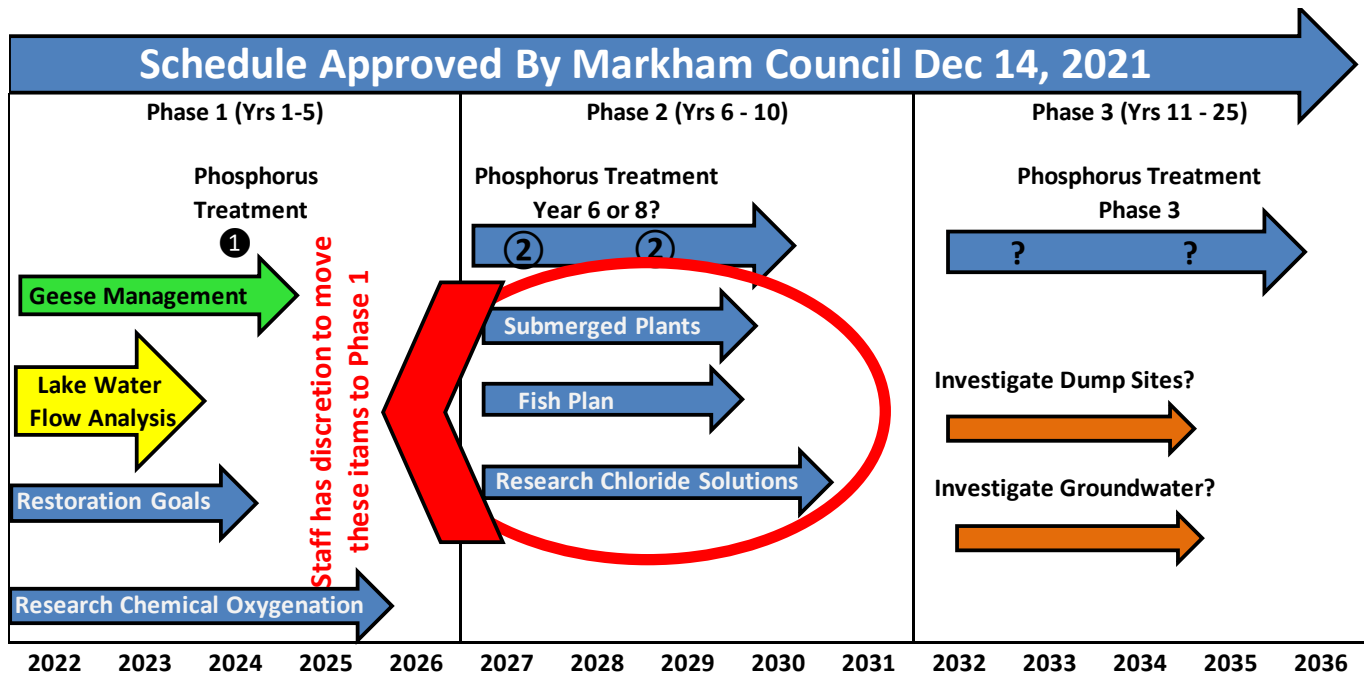 Schedule Approved By Markham Council Dec 14, 2021
Phase 1 (Yrs 1-5)
Phosphorus
Treatment
❶
Geese Management
Lake Water
Flow Analysis
Restoration Goals
Research Chemical Oxygenation
Staff has discretion to move
these itams to Phase 1
Phase 2 (Yrs 6 - 10)
Phosphorus Treatment
Year 6 or 8?
② ②
Submerged Plants
Fish Plan
Research Chloride Solutions
Phase 3 (Yrs 11 - 25)
Phosphorus Treatment
Phase 3
? ?
Investigate Dump Sites?
Investigate Groundwater?
2022 2023 2024 2025 2026 2027 2028 2029 2030 2031 2032 2033 2034 2035 2036